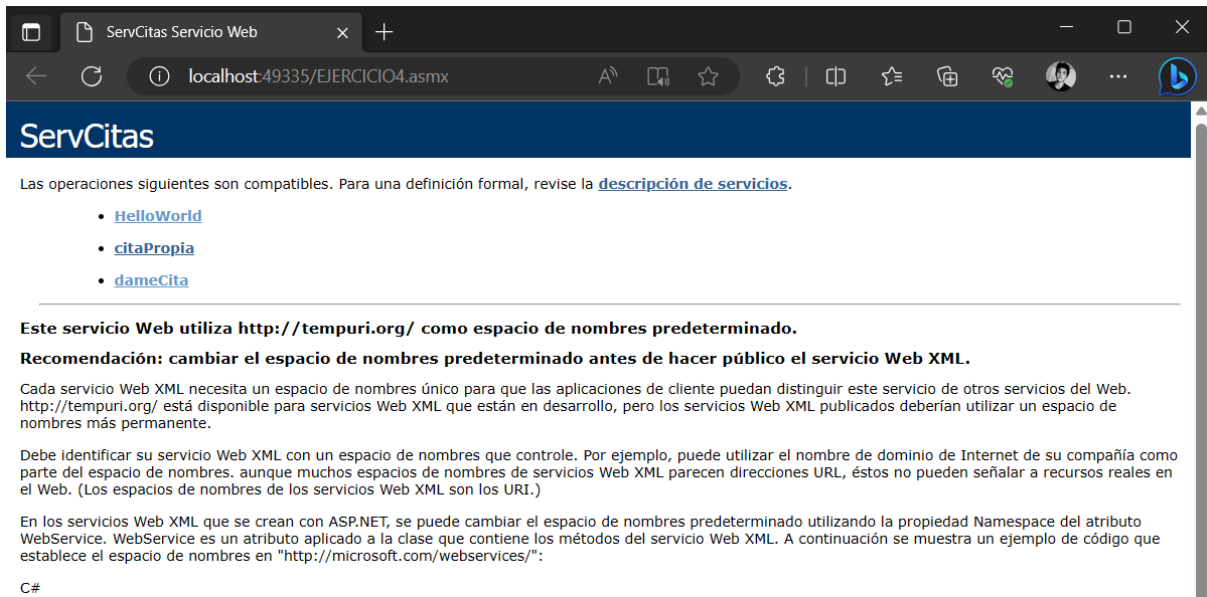 ServCitas Servicio Web
localhost:49335/EJERCICIO4.asmx
ServCitas
Las operaciones siguientes son compatibles. Para una definición formal, revise la descripción de servicios.
• HelloWorld
• citaPropia
• dameCita
Este servicio Web utiliza http://tempuri.org/ como espacio de nombres predeterminado.
Recomendación: cambiar el espacio de nombres predeterminado antes de hacer público el servicio Web XML.
Cada servicio Web XML necesita un espacio de nombres único para que las aplicaciones de cliente puedan distinguir este servicio de otros servicios del Web.
http://tempuri.org/ está disponible para servicios Web XML que están en desarrollo, pero los servicios Web XML publicados deberían utilizar un espacio de
nombres más permanente.
Debe identificar su servicio Web XML con un espacio de nombres que controle. Por ejemplo, puede utilizar el nombre de dominio de Internet de su compañía como
parte del espacio de nombres. aunque muchos espacios de nombres de servicios Web XML parecen direcciones URL, éstos no pueden señalar a recursos reales en
el Web. (Los espacios de nombres de los servicios Web XML son los URI.)
En los servicios Web XML que se crean con ASP.NET, se puede cambiar el espacio de nombres predeterminado utilizando la propiedad Namespace del atributo
WebService. WebService es un atributo aplicado a la clase que contiene los métodos del servicio Web XML. A continuación se muestra un ejemplo de código que
establece el espacio de nombres en "http://microsoft.com/webservices/":
C#